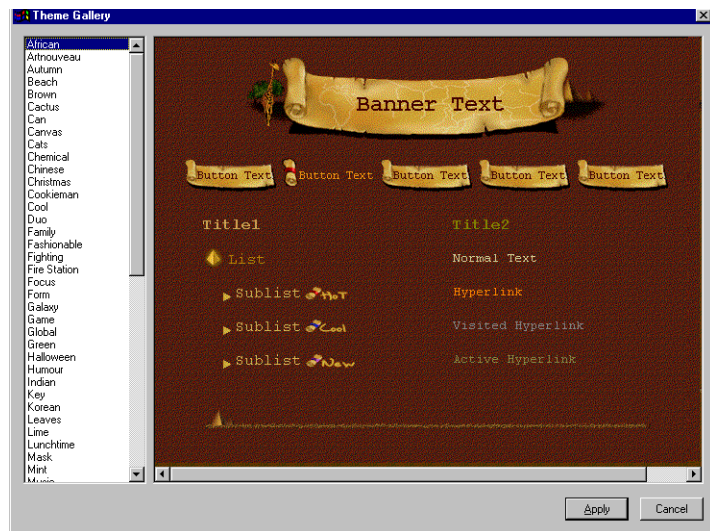 Theme Gallery
African
Artnouveau
Autumn
Beach
Brown
Cactus
Can
Canvas
Cats
Chemical
Chinese
Christmas
Cookieman
Cool
Duo
Family
Fashionable
Fighting
Fire Station
Focus
Form
Galaxy
Game
Global
Green
Halloween
Humour
Indian
Key
Korean
Leaves
Lime
Lunchtime
Mask
Mint
Music
Banner Text
Button Text Button Text Button Text Button Text Button Text
Title1 Title2
List Normal Text
Sublist HOT Hyperlink
Sublist Cool Visited Hyperlink
Sublist New Active Hyperlink
Apply Cancel